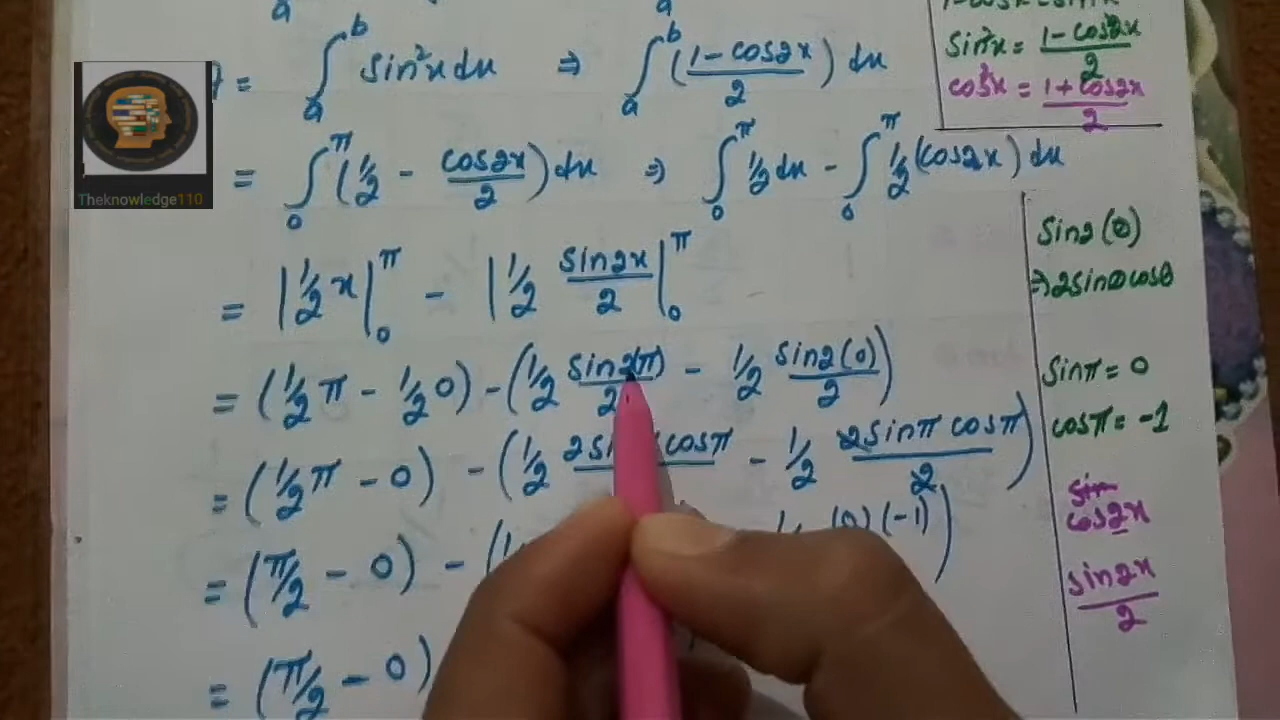 a a
∫ₐᵇ sin²x dx ⇒ ∫ₐᵇ (1 - cos2x / 2) dx
= ∫₀^π (1/2 - cos2x/2) dx ⇒ ∫₀^π 1/2 dx - ∫₀^π 1/2 (cos2x) dx
= |1/2 x|₀^π - |1/2 sin2x/2|₀^π
= (1/2 π - 1/2 0) - (1/2 sin2(π)/2 - 1/2 sin2(0)/2)
= (1/2 π - 0) - (1/2 2sin cosπ - 1/2 2sinπ cosπ/2)
= (π/2 - 0) - ( (0)(-1) )
= (π/2 - 0)
sin²x = 1 - cos2x / 2
cos²x = 1 + cos2x / 2
sin2(θ)
⇒ 2sinθcosθ
sinπ = 0
cosπ = -1
sin
cos2x
sin2x/2
Theknowledge110